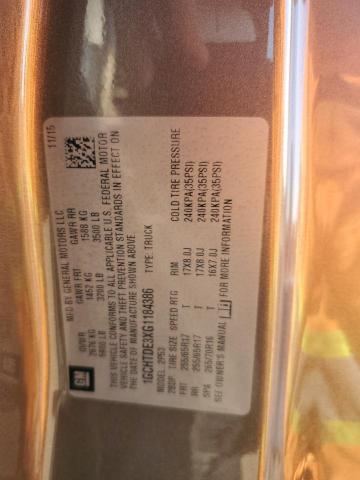 MFD BY GENERAL MOTORS LLC 11/15
GVWR GAWR FRT GAWR RR
2676 KG 1452 KG 1588 KG
5900 LB 3200 LB 3500 LB
THIS VEHICLE CONFORMS TO ALL APPLICABLE U.S. FEDERAL MOTOR
VEHICLE SAFETY AND THEFT PREVENTION STANDARDS IN EFFECT ON
THE DATE OF MANUFACTURE SHOWN ABOVE.
1GCHTDE3XG1184386 TYPE: TRUCK
GM MODEL: 2P53
TIRE SIZE SPEED RTG RIM COLD TIRE PRESSURE
FRT 255/65R17 T 17X8.0J 240KPA(35PSI)
RR 255/65R17 T 17X8.0J 240KPA(35PSI)
SPA 265/70R16 T 16X7.0J 240KPA(35PSI)
SEE OWNER'S MANUAL FOR MORE INFORMATION